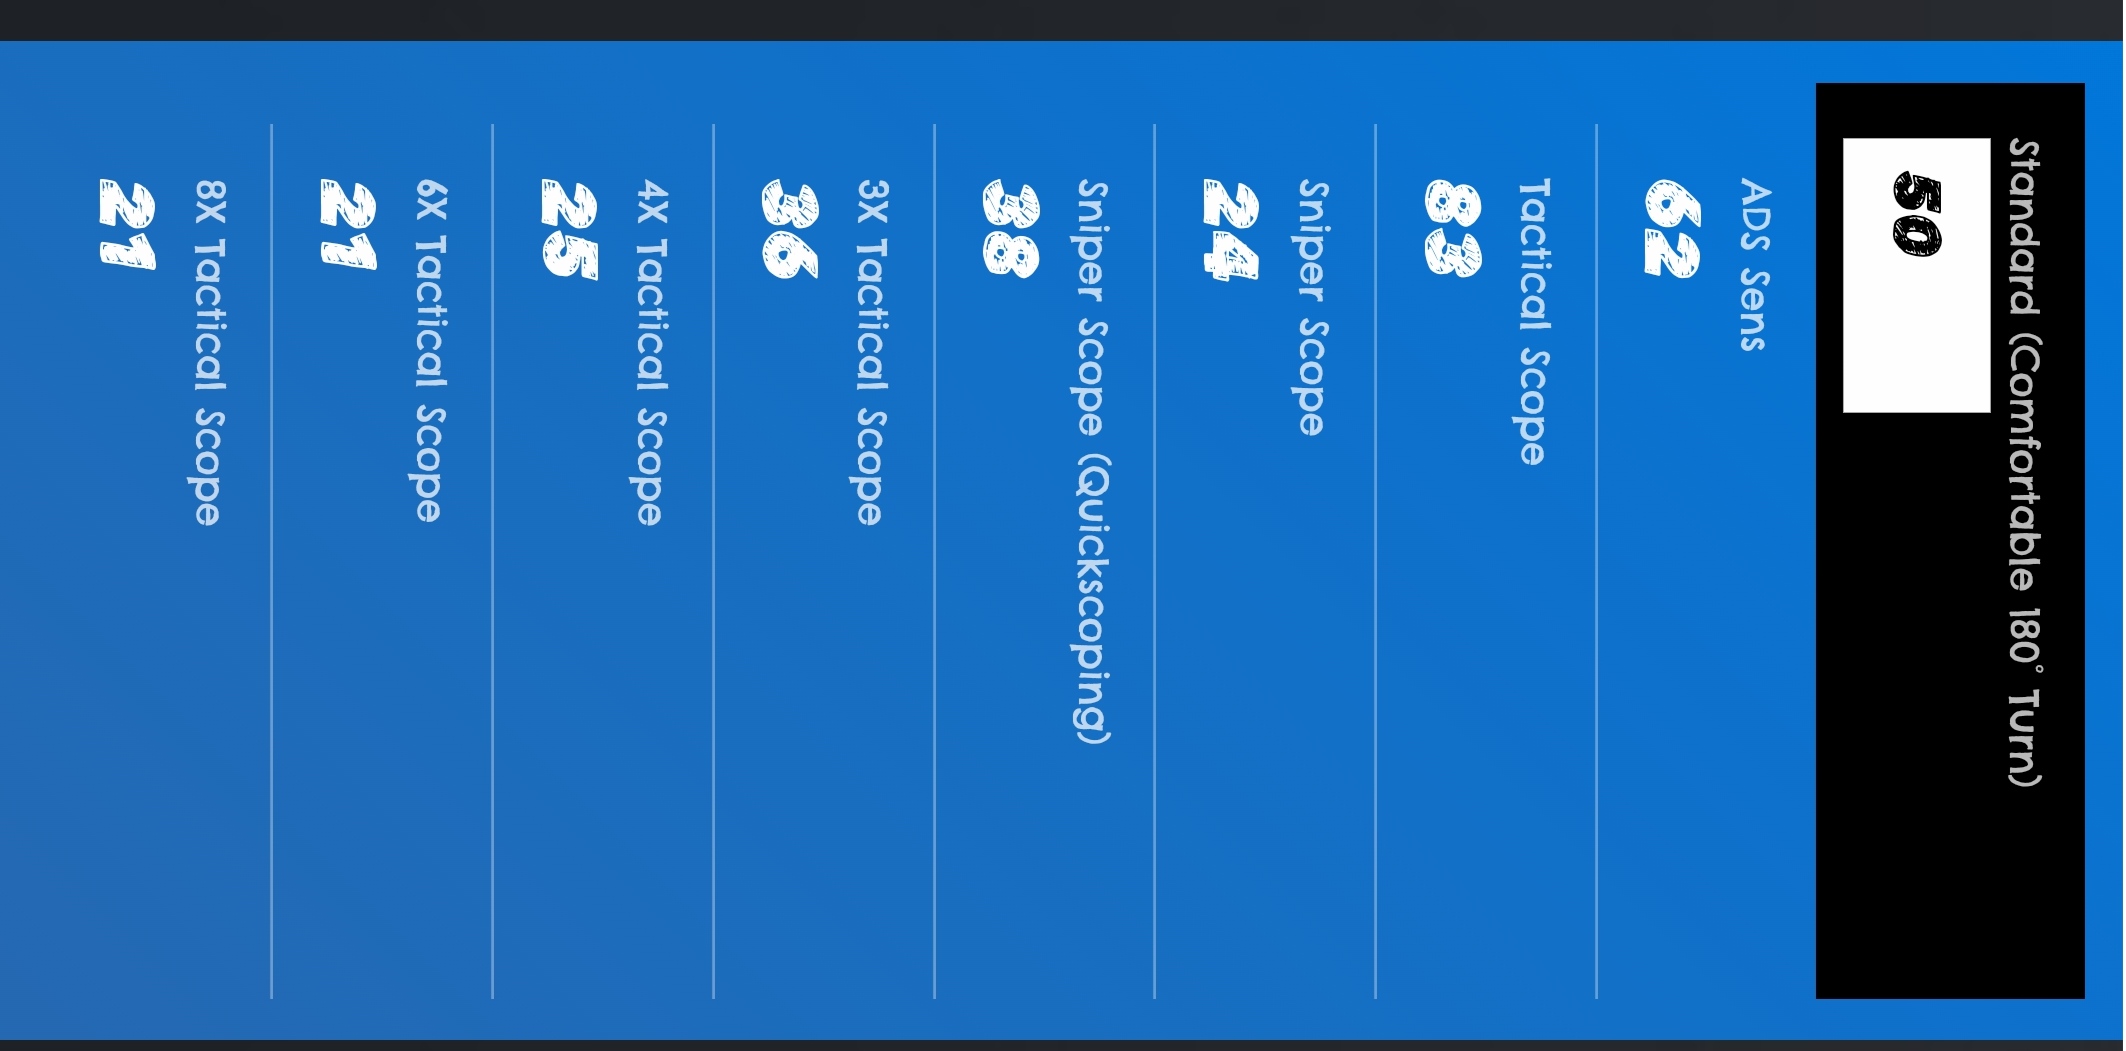 Standard (Comfortable 180° Turn)
50
ADS Sens
62
Tactical Scope
83
Sniper Scope
24
Sniper Scope (Quickscoping)
38
3X Tactical Scope
36
4X Tactical Scope
25
6X Tactical Scope
21
8X Tactical Scope
21